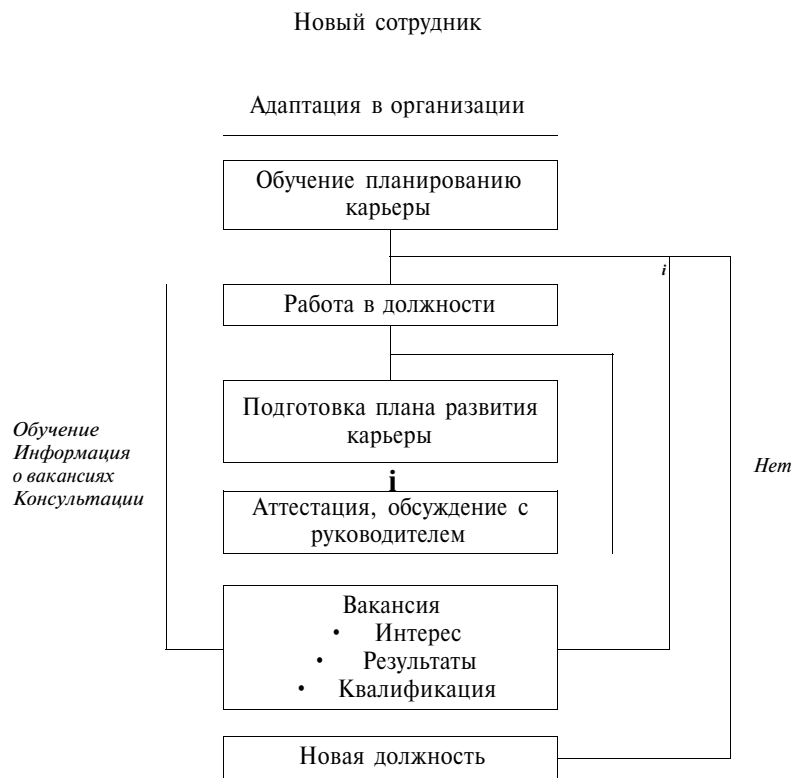 Новый сотрудник
Адаптация в организации
Обучение планированию
карьеры
i
Работа в должности
Подготовка плана развития
карьеры
Обучение
Информация
о вакансиях
Консультации
Нет
i
Аттестация, обсуждение с
руководителем
Вакансия
• Интерес
• Результаты
• Квалификация
Новая должность